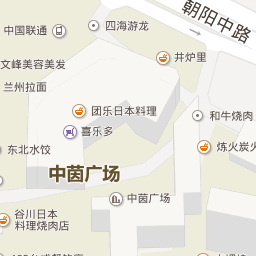 朝阳中路
四海游龙
中国联通
井炉里
文峰美容美发
兰州拉面
团乐日本料理
和牛烧肉
喜乐多
东北水饺
炼火炭火
中茵广场
中茵广场
谷川日本
料理烧肉店